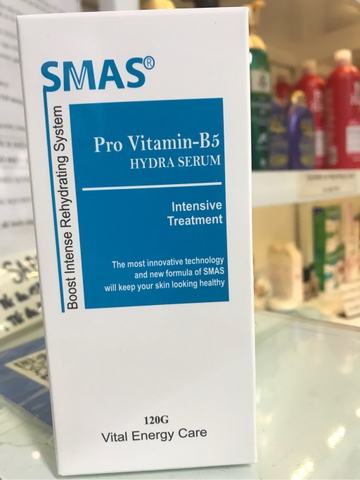 SMAS®
Boost Intense Rehydrating System
Pro Vitamin-B5
HYDRA SERUM
Intensive
Treatment
The most innovative technology
and new formula of SMAS
will keep your skin looking healthy
120G
Vital Energy Care